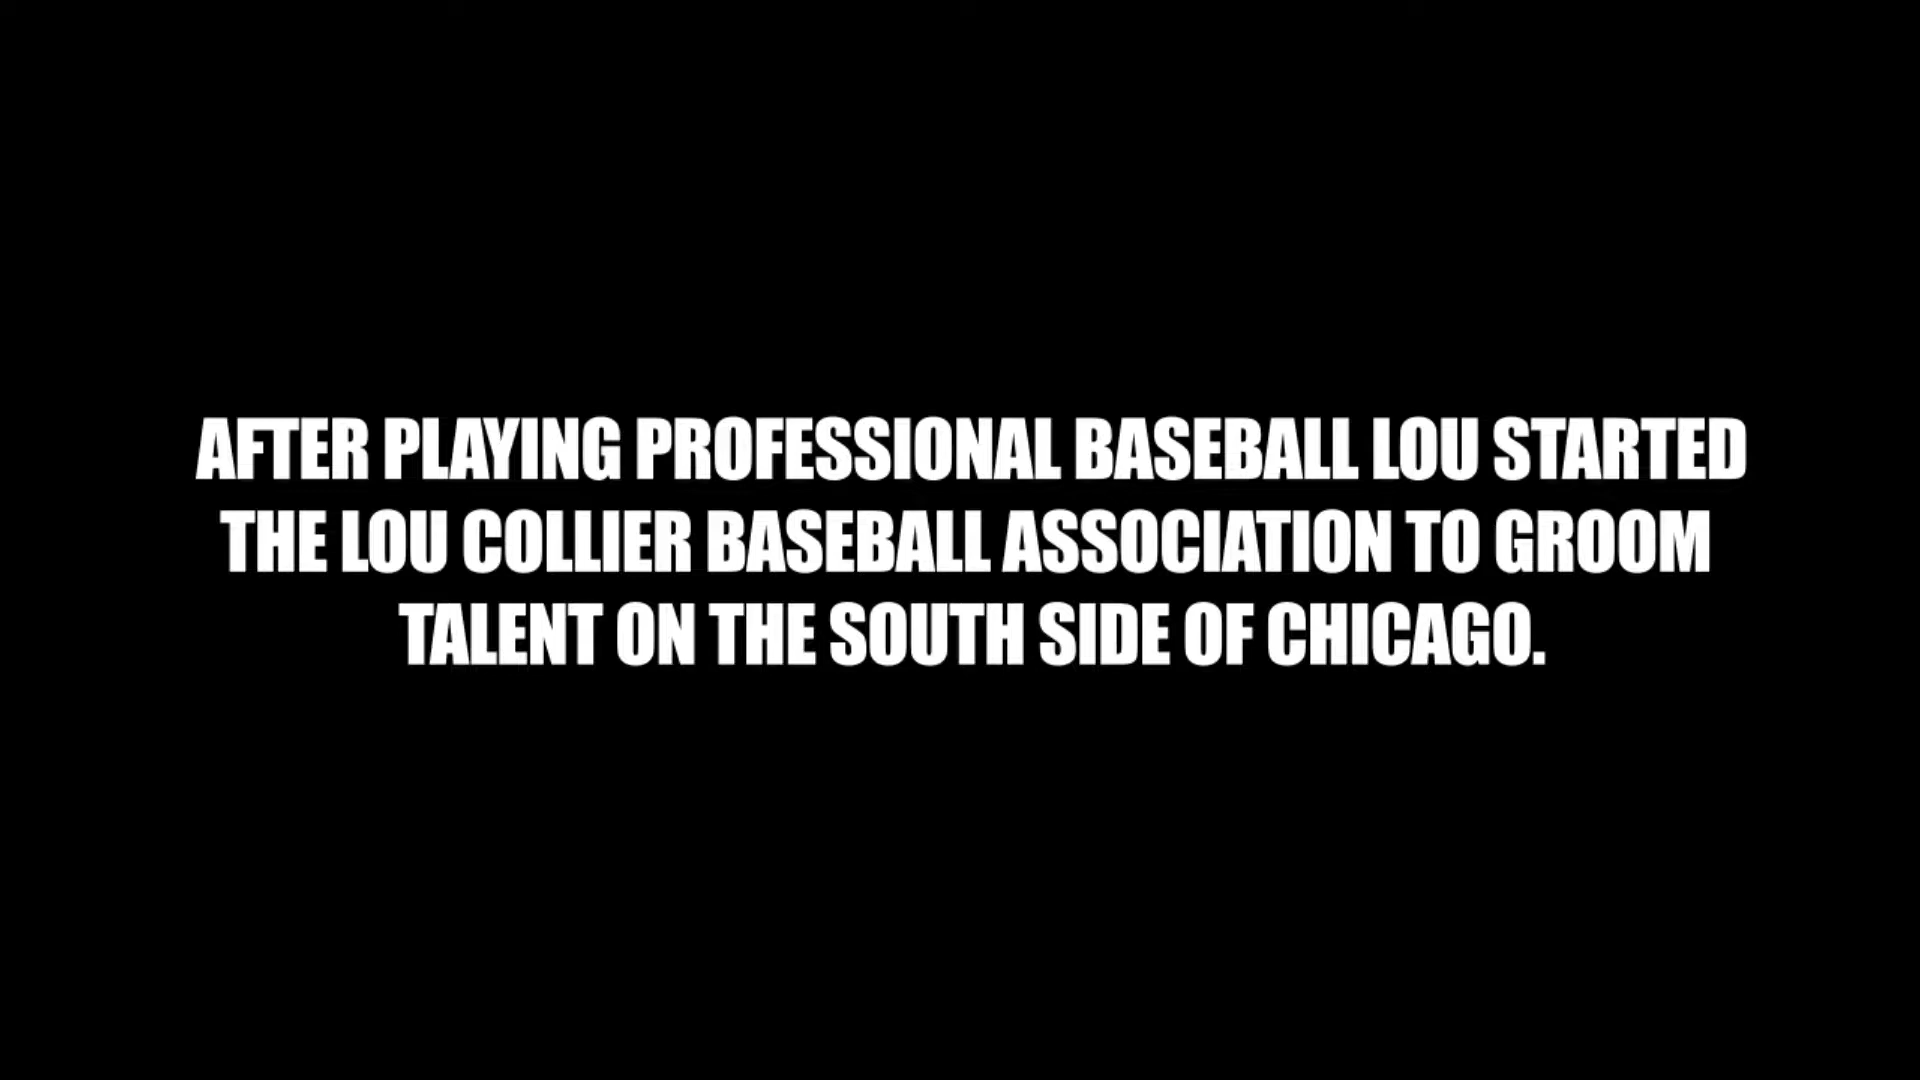 AFTER PLAYING PROFESSIONAL BASEBALL LOU STARTED
THE LOU COLLIER BASEBALL ASSOCIATION TO GROOM
TALENT ON THE SOUTH SIDE OF CHICAGO.